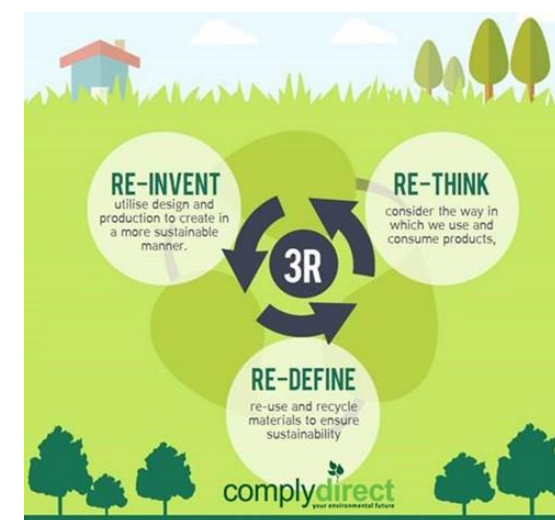 RE-INVENT
utilise design and
production to create in
a more sustainable
manner.
RE-THINK
consider the way in
which we use and
consume products,
3R
RE-DEFINE
re-use and recycle
materials to ensure
sustainability
complydirect
your environmental future